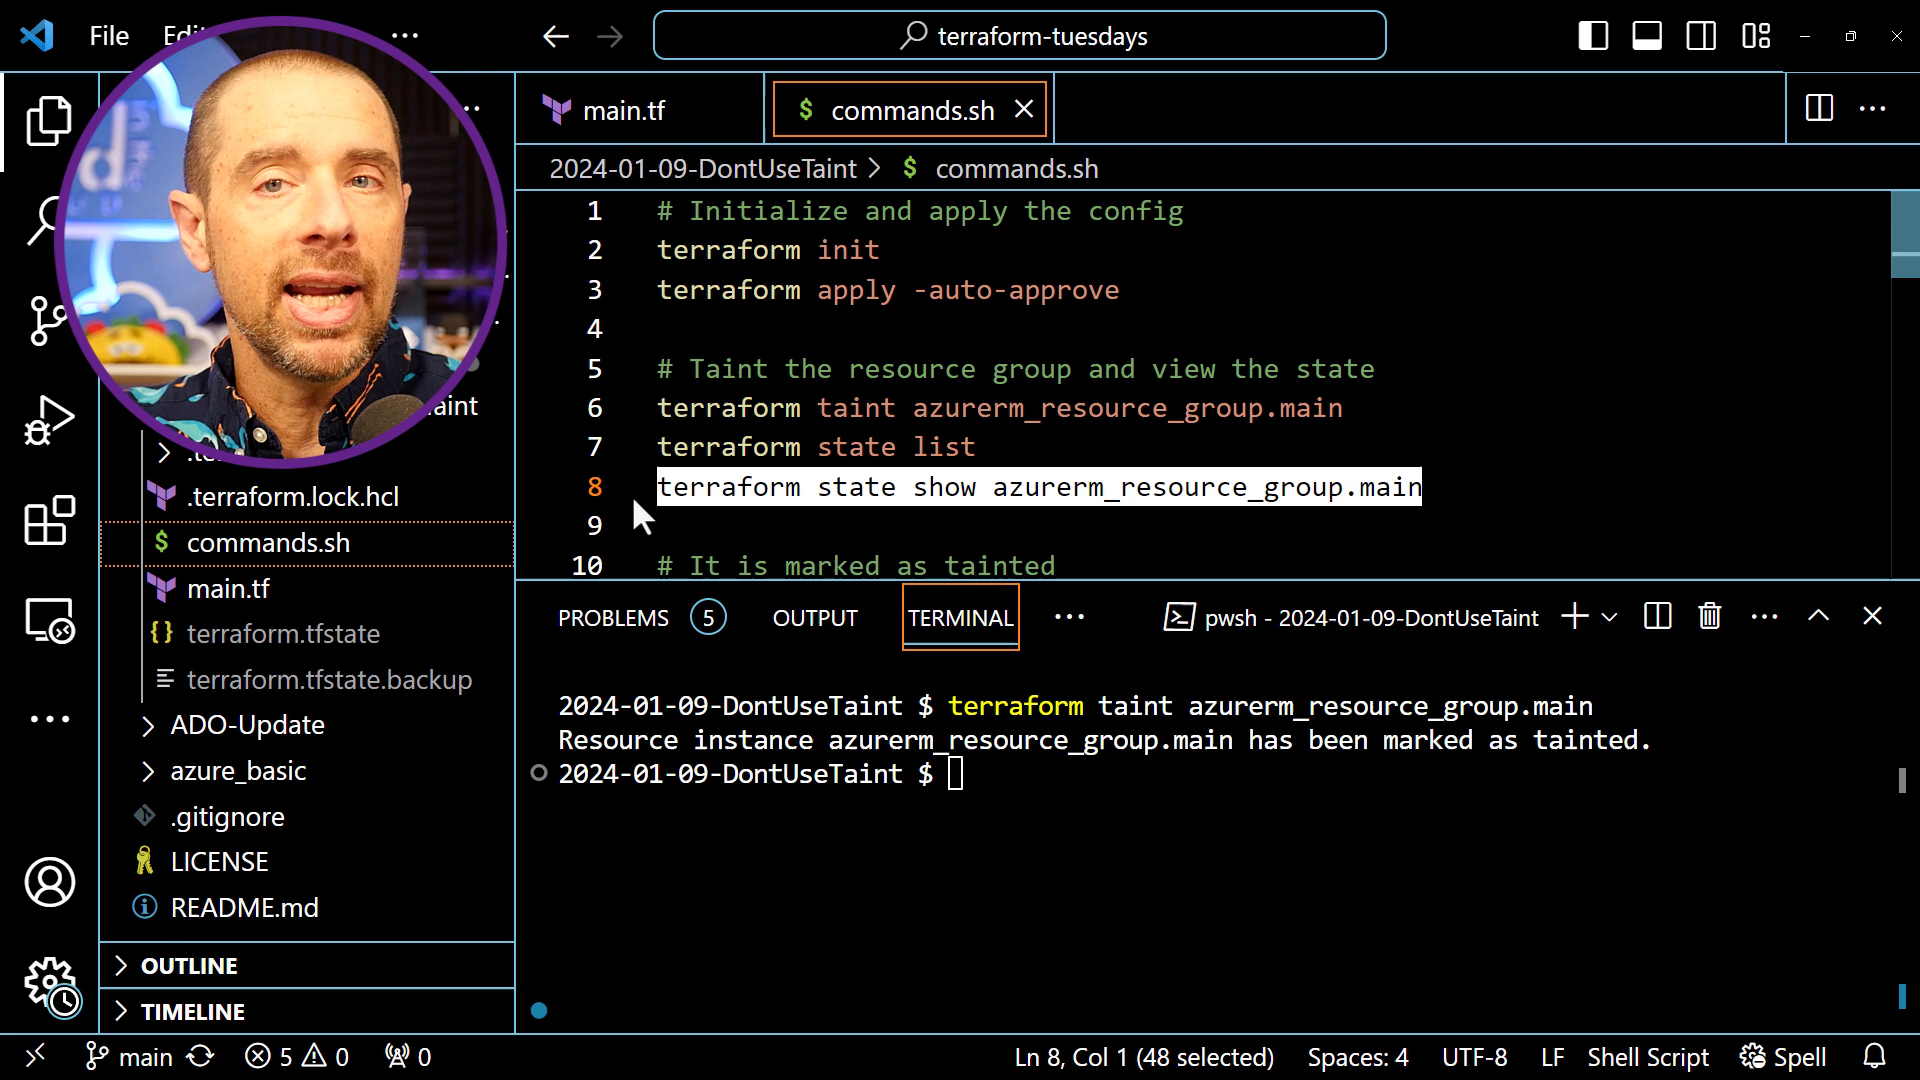 File Edi
terraform-tuesdays
main.tf
commands.sh
2024-01-09-DontUseTaint > $ commands.sh
1 # Initialize and apply the config
2 terraform init
3 terraform apply -auto-approve
4
5 # Taint the resource group and view the state
6 terraform taint azurerm_resource_group.main
7 terraform state list
8 terraform state show azurerm_resource_group.main
9
10 # It is marked as tainted
aint
.te
.terraform.lock.hcl
$ commands.sh
main.tf
{} terraform.tfstate
terraform.tfstate.backup
ADO-Update
azure_basic
.gitignore
LICENSE
README.md
OUTLINE
TIMELINE
PROBLEMS 5 OUTPUT TERMINAL ... pwsh - 2024-01-09-DontUseTaint
2024-01-09-DontUseTaint $ terraform taint azurerm_resource_group.main
Resource instance azurerm_resource_group.main has been marked as tainted.
2024-01-09-DontUseTaint $
main 5 0 0 Ln 8, Col 1 (48 selected) Spaces: 4 UTF-8 LF Shell Script Spell